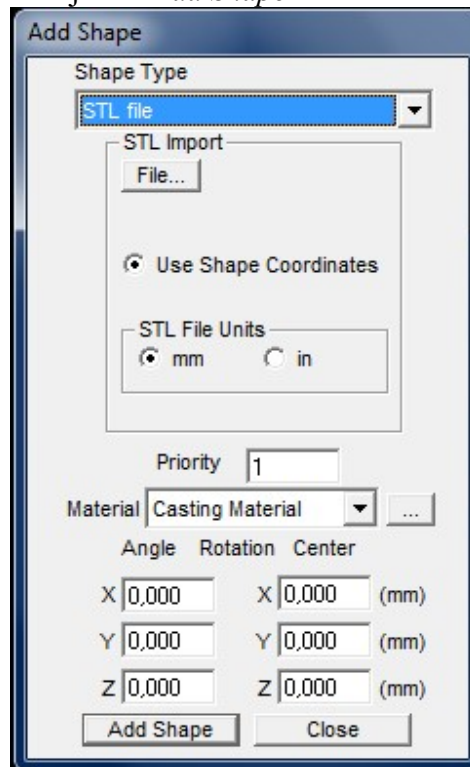 Add Shape
Shape Type
STL file
STL Import
File...
Use Shape Coordinates
STL File Units
mm in
Priority 1
Material Casting Material ...
Angle Rotation Center
X 0,000 X 0,000 (mm)
Y 0,000 Y 0,000 (mm)
Z 0,000 Z 0,000 (mm)
Add Shape Close